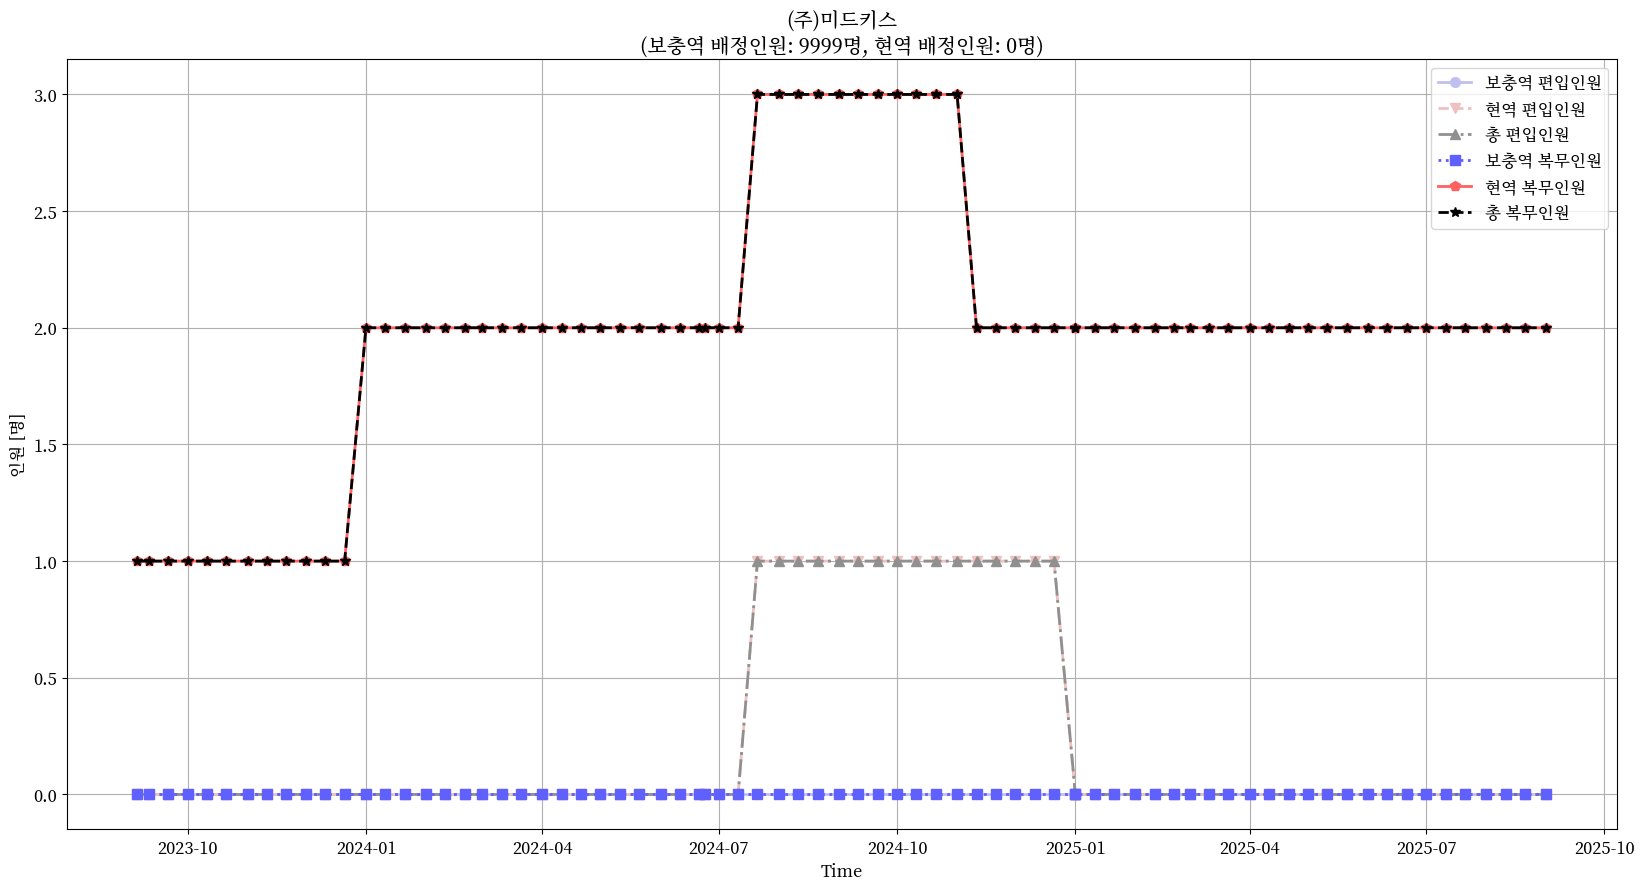 (주)미드키스
(보충역 배정인원: 9999명, 현역 배정인원: 0명)
보충역 편입인원
현역 편입인원
총 편입인원
보충역 복무인원
현역 복무인원
총 복무인원
인원 [명]
3.0
2.5
2.0
1.5
1.0
0.5
0.0
2023-10
2024-01
2024-04
2024-07
2024-10
2025-01
2025-04
2025-07
2025-10
Time